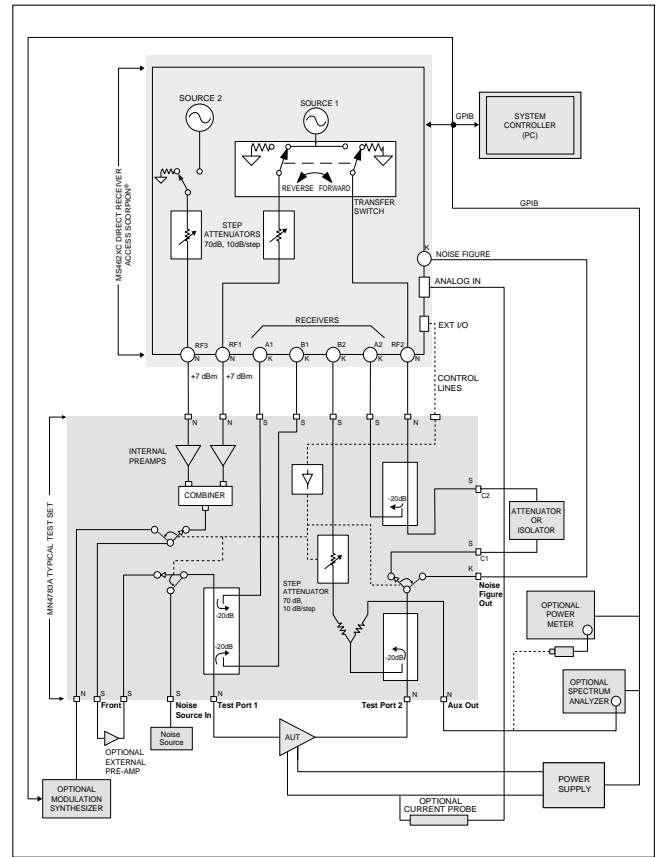 MS462XC DIRECT RECEIVER
ACCESS SCORPION®
SOURCE 2
SOURCE 1
REVERSE
FORWARD
TRANSFER
SWITCH
STEP
ATTENUATORS
70dB, 10dB/step
GPIB
SYSTEM
CONTROLLER
(PC)
GPIB
K
NOISE FIGURE
ANALOG IN
EXT I/O
RECEIVERS
RF3
N
RF1
N
A1
K
B1
K
B2
K
A2
K
RF2
N
+7 dBm
+7 dBm
CONTROL
LINES
MN4783A TYPICAL TEST SET
N
N
S
S
S
S
N
INTERNAL
PREAMPS
COMBINER
-20dB
S
C2
ATTENUATOR
OR
ISOLATOR
S
C1
K
Noise
Figure
Out
STEP
ATTENUATOR
70 dB,
10 dB/step
-20dB
-20dB
-20dB
OPTIONAL
POWER
METER
OPTIONAL
SPECTRUM
ANALYZER
N
S
Front
S
S
Noise
Source In
N
Test Port 1
Test Port 2
N
N
Aux Out
Noise
Source
OPTIONAL
EXTERNAL
PRE-AMP
AUT
OPTIONAL
MODULATION
SYNTHESIZER
POWER
SUPPLY
OPTIONAL
CURRENT PROBE